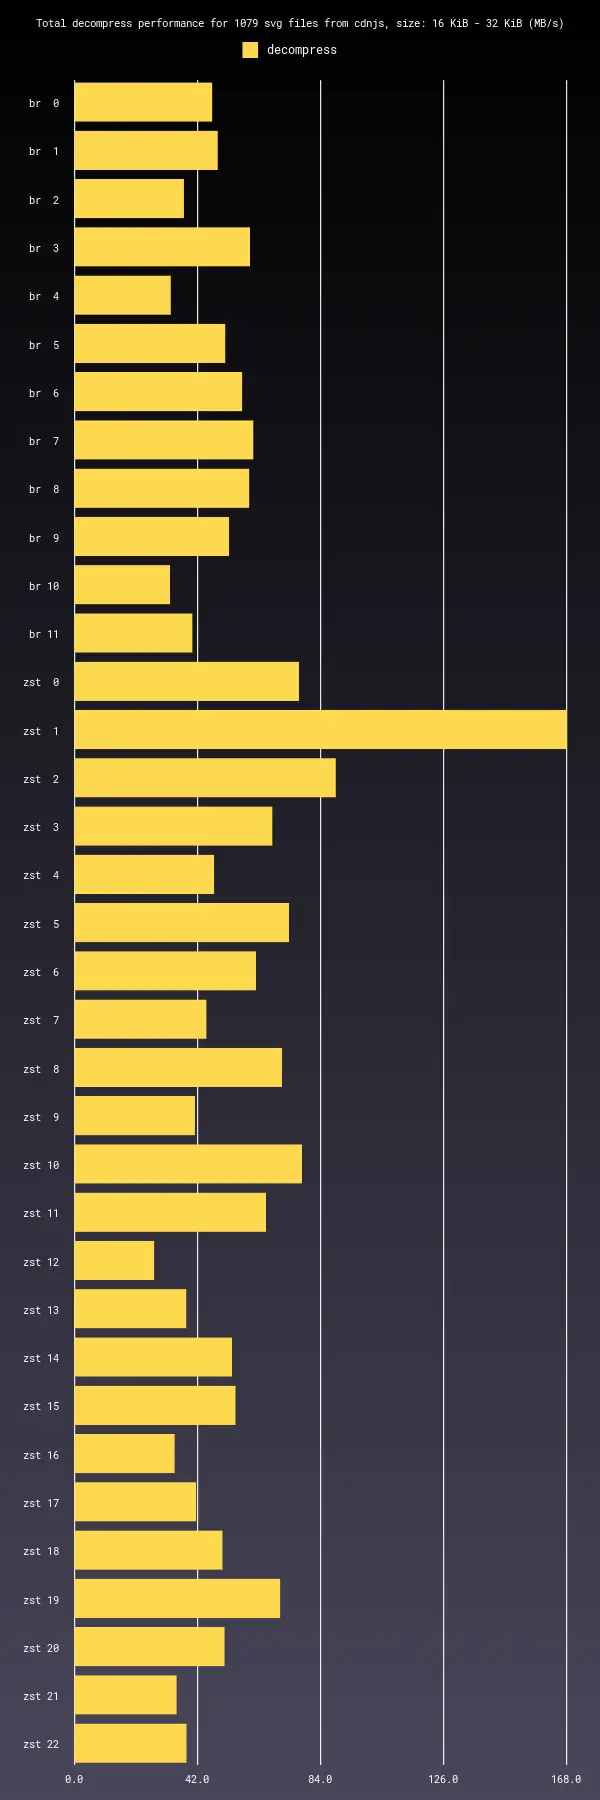 Total decompress performance for 1079 svg files from cdnjs, size: 16 KiB - 32 KiB (MB/s)
decompress
br 0
br 1
br 2
br 3
br 4
br 5
br 6
br 7
br 8
br 9
br 10
br 11
zst 0
zst 1
zst 2
zst 3
zst 4
zst 5
zst 6
zst 7
zst 8
zst 9
zst 10
zst 11
zst 12
zst 13
zst 14
zst 15
zst 16
zst 17
zst 18
zst 19
zst 20
zst 21
zst 22
0.0 42.0 84.0 126.0 168.0